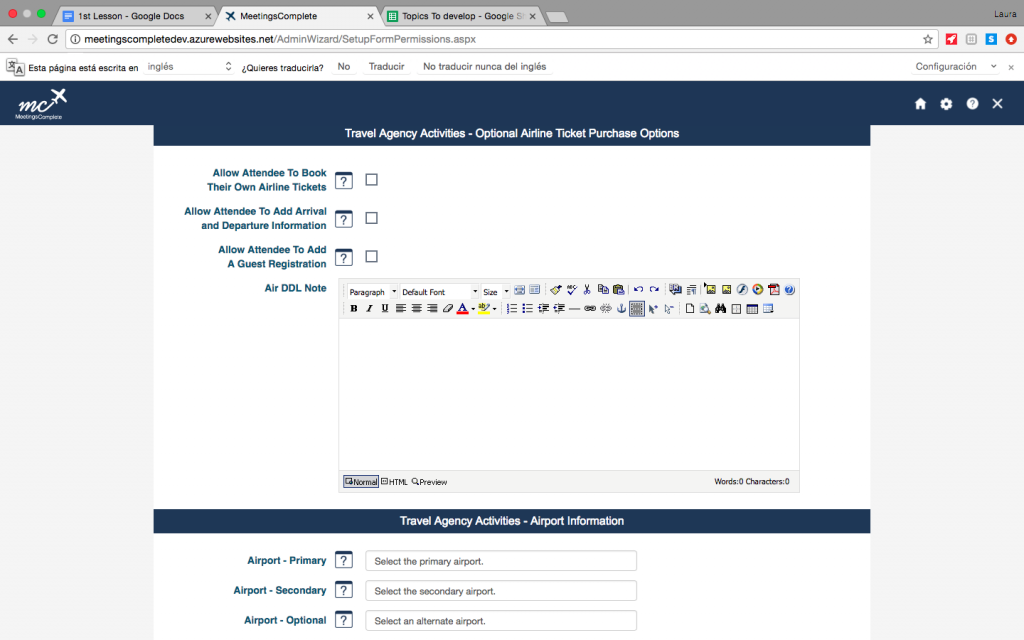 1st Lesson - Google Docs
MeetingsComplete
Topics To develop - Google S
Laura
meetingscompletedev.azurewebsites.net/AdminWizard/SetupFormPermissions.aspx
Esta página está escrita en inglés ¿Quieres traducirla? No Traducir No traducir nunca del inglés Configuración
mc
MeetingsComplete
Travel Agency Activities - Optional Airline Ticket Purchase Options
Allow Attendee To Book
Their Own Airline Tickets
Allow Attendee To Add Arrival
and Departure Information
Allow Attendee To Add
A Guest Registration
Air DDL Note
Paragraph Default Font Size
B I U
Normal HTML Preview Words:0 Characters:0
Travel Agency Activities - Airport Information
Airport - Primary ? Select the primary airport.
Airport - Secondary ? Select the secondary airport.
Airport - Optional ? Select an alternate airport.